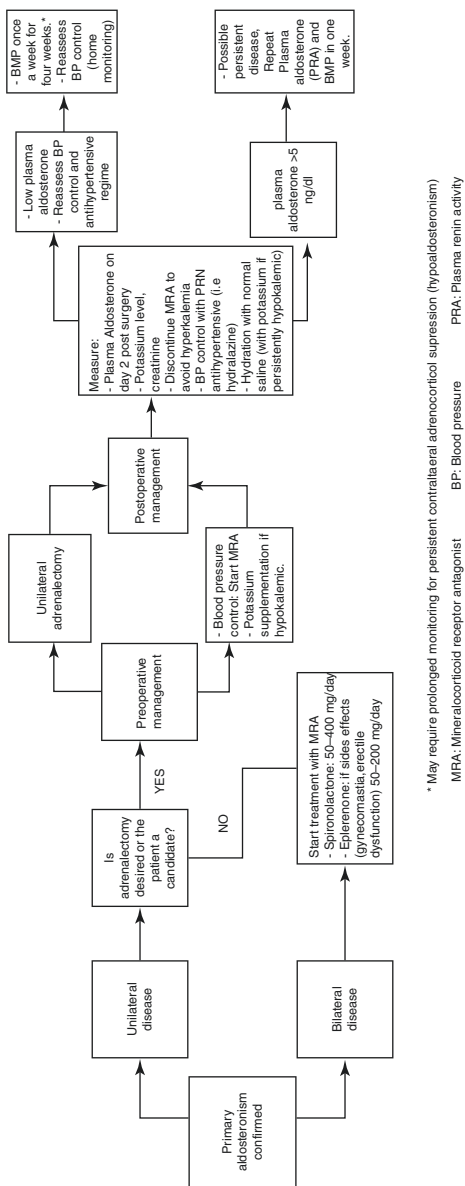 Primary
aldosteronism
confirmed
Unilateral
disease
Bilateral
disease
Is
adrenalectomy
desired or the
patient a
candidate?
YES
NO
Start treatment with MRA
- Spironolactone: 50–400 mg/day
- Eplerenone: if sides effects
(gynecomastia,erectile
dysfunction) 50–200 mg/day
Preoperative
management
Unilateral
adrenalectomy
- Blood pressure
control: Start MRA
- Potassium
supplementation if
hypokalemic.
Postoperative
management
Measure:
- Plasma Aldosterone on
day 2 post surgery
- Potassium level,
creatinine
- Discontinue MRA to
avoid hyperkalemia
- BP control with PRN
antihypertensive (i.e
hydralazine)
- Hydration with normal
saline (with potassium if
persistently hypokalemic)
- Low plasma
aldosterone
- Reassess BP
control and
antihypertensive
regime
- BMP once
a week for
four weeks.*
- Reassess
BP control
(home
monitoring)
plasma
aldosterone >5
ng/dl
- Possible
persistent
disease,
Repeat
Plasma
aldosterone
(PRA) and
BMP in one
week.
* May require prolonged monitoring for persistent contraltaeral adrenocorticol supression (hypoaldosteronism)
MRA: Mineralocorticoid receptor antagonist
BP: Blood pressure
PRA: Plasma renin activity